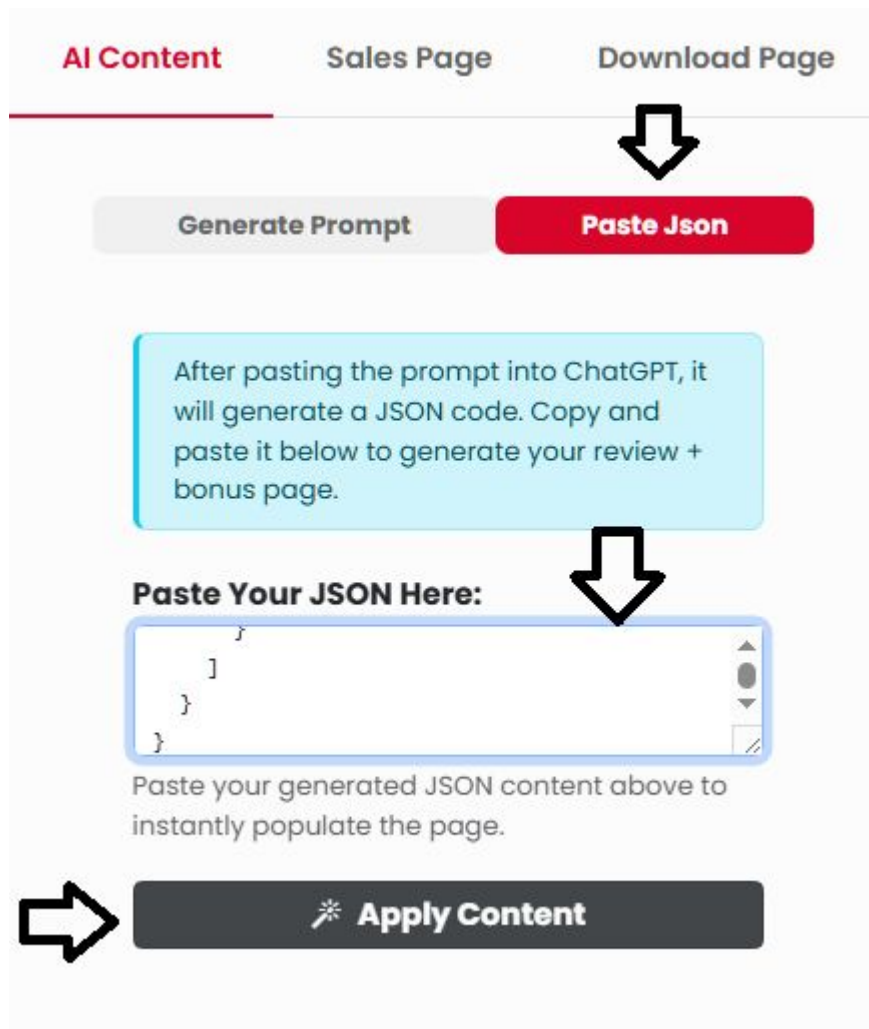 AI Content Sales Page Download Page
Generate Prompt Paste Json
After pasting the prompt into ChatGPT, it
will generate a JSON code. Copy and
paste it below to generate your review +
bonus page.
Paste Your JSON Here:
}
]
}
}
Paste your generated JSON content above to
instantly populate the page.
Apply Content